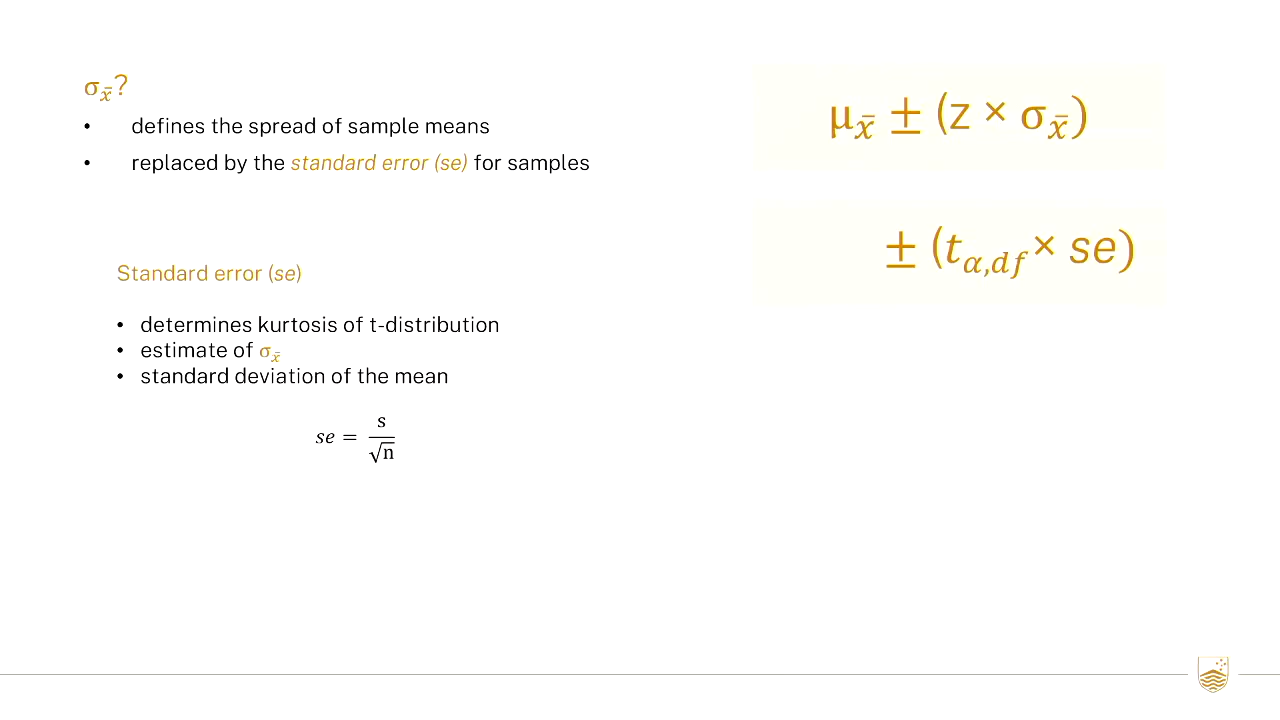 σx̄?
• defines the spread of sample means
• replaced by the standard error (se) for samples
Standard error (se)
• determines kurtosis of t-distribution
• estimate of σx̄
• standard deviation of the mean
se = s/√n
μx̄ ± (z × σx̄)
± (tα,df × se)